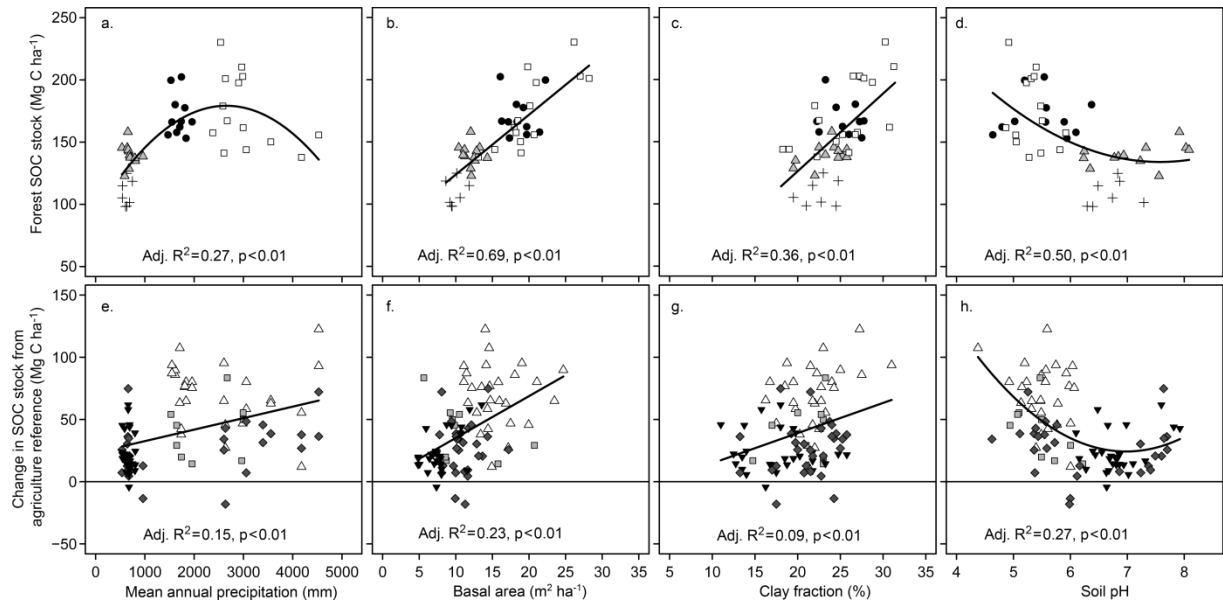 250
200
150
100
50
Forest SOC stock (Mg C ha⁻¹)
a.
Adj. R²=0.27, p<0.01
b.
Adj. R²=0.69, p<0.01
c.
Adj. R²=0.36, p<0.01
d.
Adj. R²=0.50, p<0.01
150
100
50
0
−50
Change in SOC stock from
agriculture reference (Mg C ha⁻¹)
e.
Adj. R²=0.15, p<0.01
f.
Adj. R²=0.23, p<0.01
g.
Adj. R²=0.09, p<0.01
h.
Adj. R²=0.27, p<0.01
0 1000 2000 3000 4000 5000
Mean annual precipitation (mm)
0 5 10 15 20 25 30 35
Basal area (m² ha⁻¹)
5 10 15 20 25 30 35
Clay fraction (%)
4 5 6 7 8
Soil pH